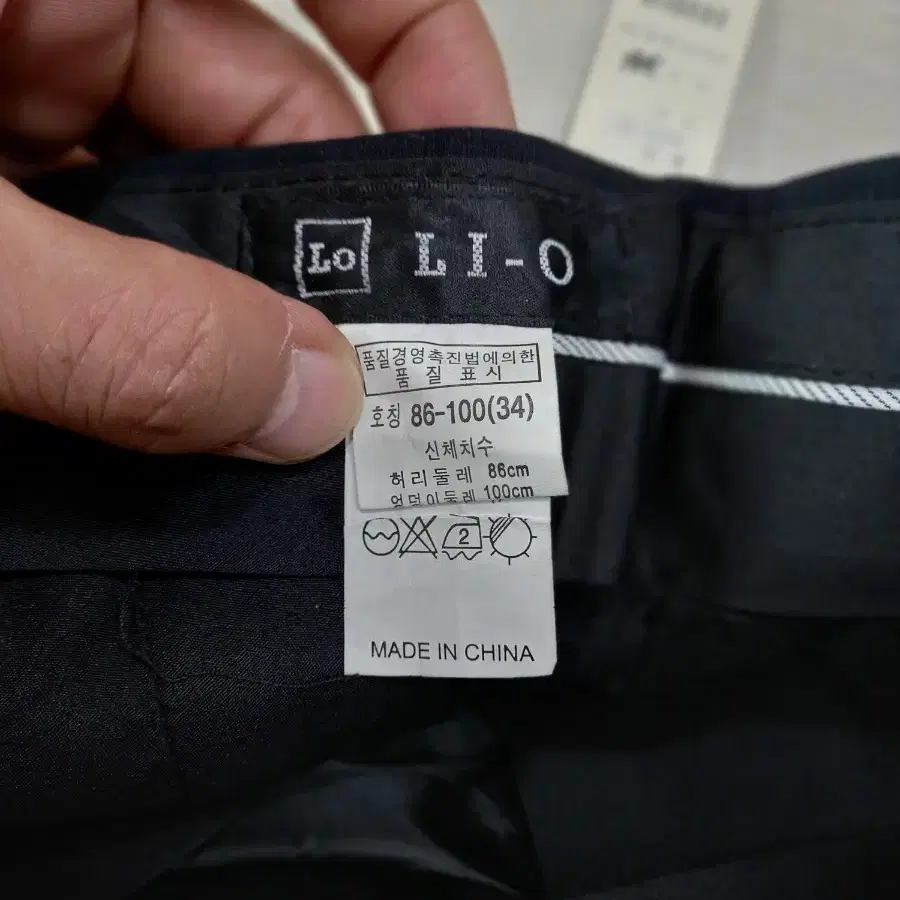 Lo LI-O
품질경영촉진법에의한
품 질 표 시
호칭 86-100(34)
신체치수
허리둘레 86cm
엉덩이둘레 100cm
2
MADE IN CHINA